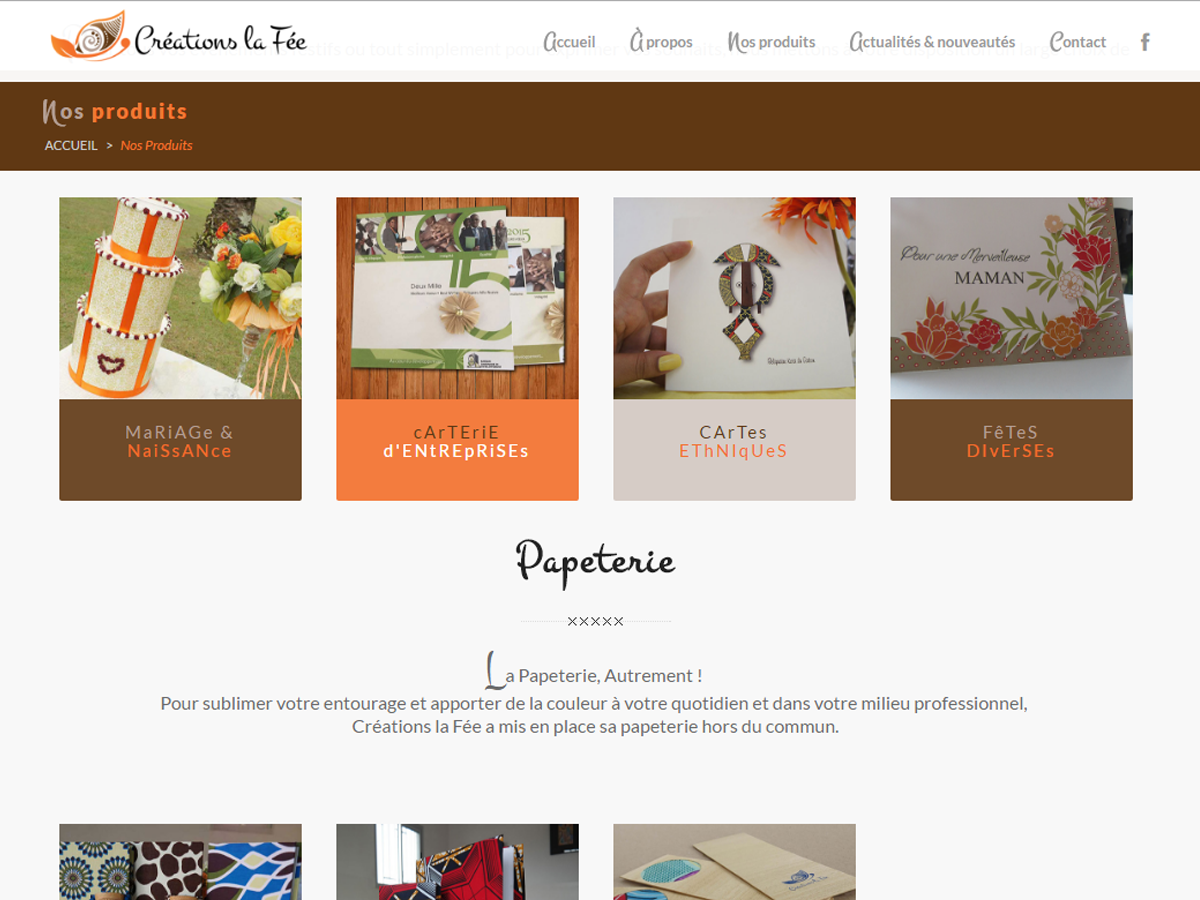 Créations la Fée
Accueil
À propos
Nos produits
Actualités & nouveautés
Contact
f
Nos produits
ACCUEIL > Nos Produits
2015
Deux Mille
15
Pour une Merveilleuse
MAMAN
MaRiAGe &
NaiSsANce
cArTEriE
d'ENtREpRiSEs
CArTes
EThNIqUeS
FêTeS
DIvErSEs
Papeterie
xxxxx
La Papeterie, Autrement !
Pour sublimer votre entourage et apporter de la couleur à votre quotidien et dans votre milieu professionnel,
Créations la Fée a mis en place sa papeterie hors du commun.